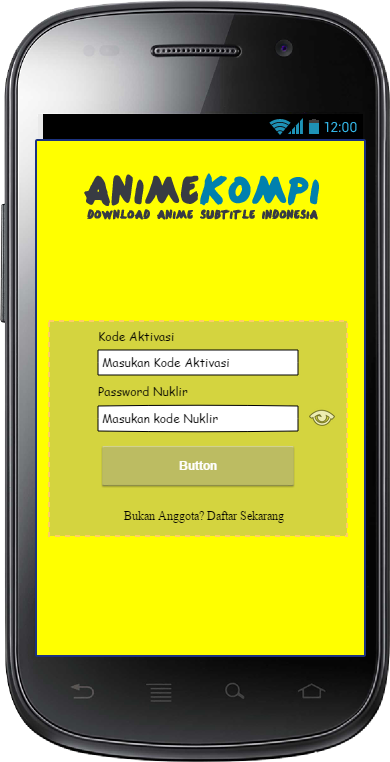 12:00
ANIMEKOMPI
DOWNLOAD ANIME SUBTITLE INDONESIA
Kode Aktivasi
Masukan Kode Aktivasi
Password Nuklir
Masukan kode Nuklir
Button
Bukan Anggota? Daftar Sekarang